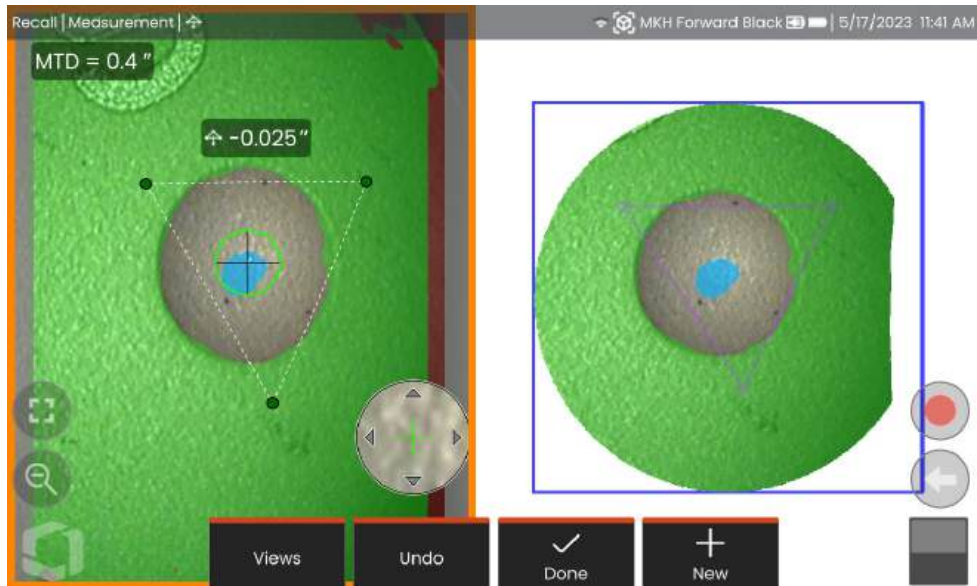 Recall | Measurement |
MKH Forward Black | 5/17/2023 11:41 AM
MTD = 0.4 "
-0.025"
Views
Undo
Done
New